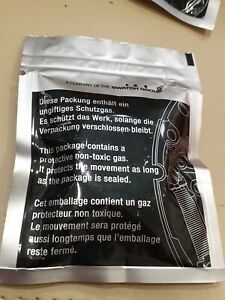 A COMPANY OF THE SWATCH GROUP
Diese Packung enthält ein
ungiftiges Schutzgas.
Es schützt das Werk, solange die
Verpackung verschlossen bleibt.
This package contains a
protective non-toxic gas.
It protects the movement as long
as the package is sealed.
Cet emballage contient un gaz
protecteur non toxique.
Le mouvement sera protégé
aussi longtemps que l'emballage
reste fermé.